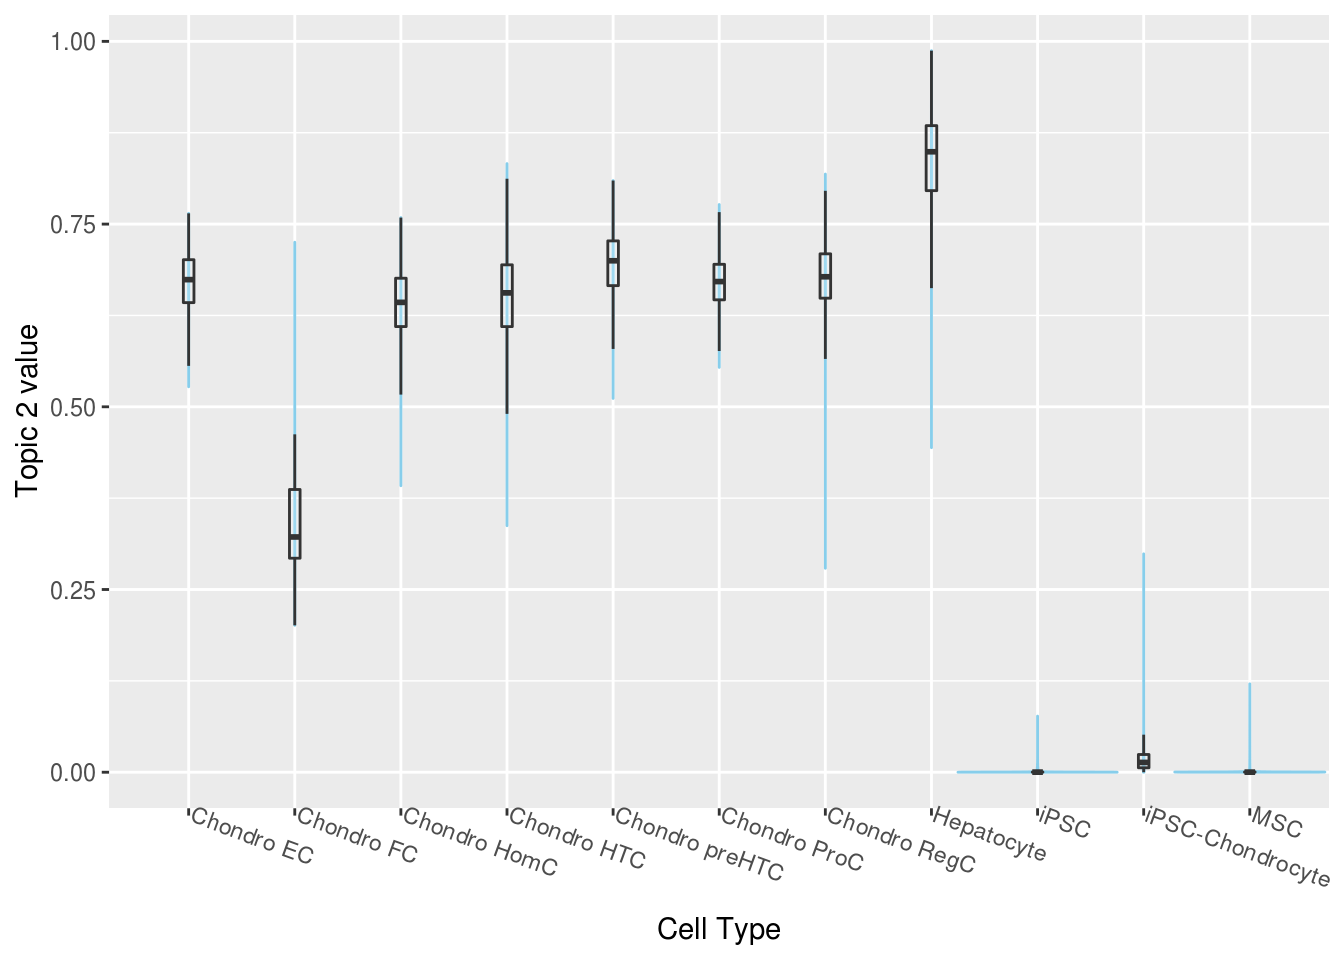 1.00
0.75
0.50
0.25
0.00
Topic 2 value
Chondro EC
Chondro FC
Chondro HomC
Chondro HTC
Chondro preHTC
Chondro ProC
Chondro RegC
Hepatocyte
iPSC
iPSC-Chondrocyte
MSC
Cell Type